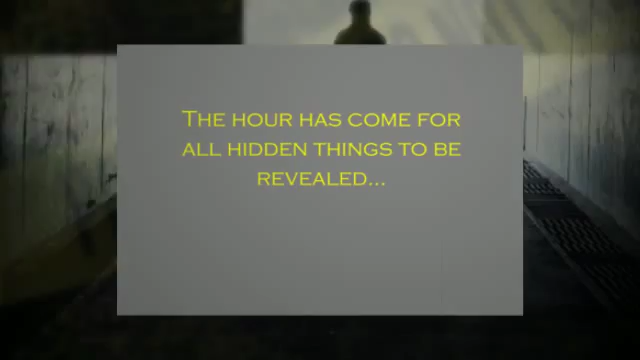 THE HOUR HAS COME FOR
ALL HIDDEN THINGS TO BE
REVEALED...